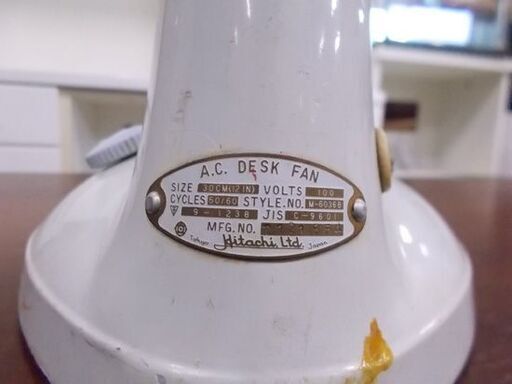 A.C. DESK FAN
SIZE 30CM(12IN) VOLTS 100
CYCLES 50/60 STYLE.NO. M-6036B
9-1238 JIS C-9601
MFG.NO.
Tokyo Hitachi Ltd. Japan